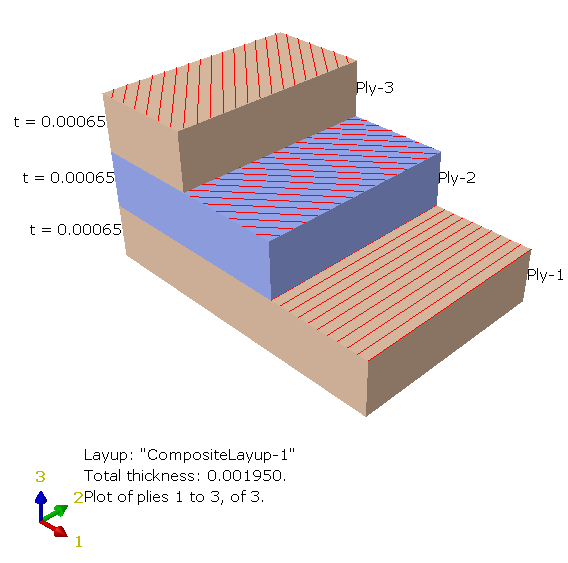 Ply-3
t = 0.00065
t = 0.00065
Ply-2
t = 0.00065
Ply-1
Layup: "CompositeLayup-1"
Total thickness: 0.001950.
Plot of plies 1 to 3, of 3.
3
2
1